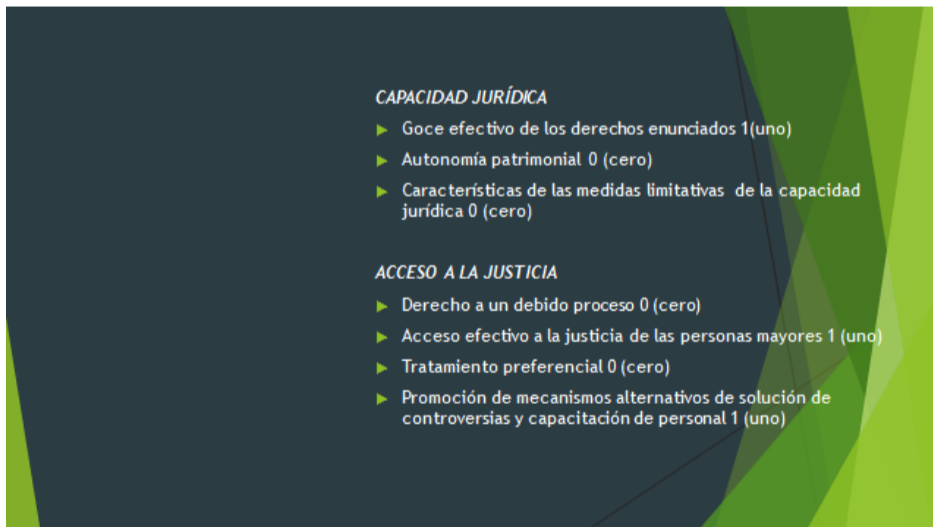 CAPACIDAD JURÍDICA
Goce efectivo de los derechos enunciados 1(uno)
Autonomía patrimonial 0 (cero)
Características de las medidas limitativas de la capacidad
jurídica 0 (cero)
ACCESO A LA JUSTICIA
Derecho a un debido proceso 0 (cero)
Acceso efectivo a la justicia de las personas mayores 1 (uno)
Tratamiento preferencial 0 (cero)
Promoción de mecanismos alternativos de solución de
controversias y capacitación de personal 1 (uno)